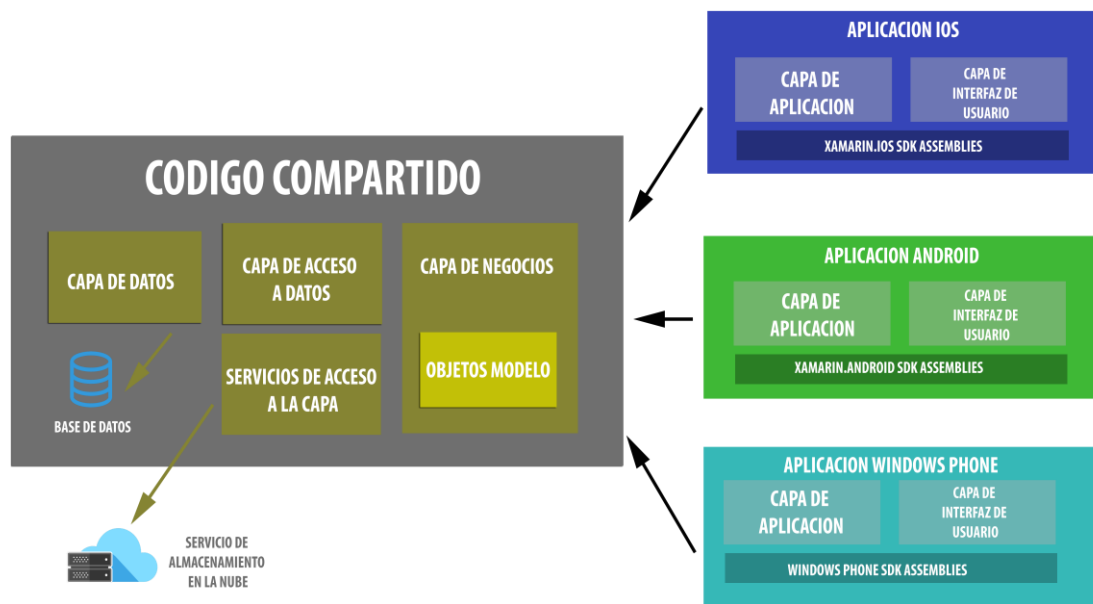 CODIGO COMPARTIDO
CAPA DE DATOS
CAPA DE ACCESO
A DATOS
CAPA DE NEGOCIOS
SERVICIOS DE ACCESO
A LA CAPA
OBJETOS MODELO
BASE DE DATOS
SERVICIO DE
ALMACENAMIENTO
EN LA NUBE
APLICACION IOS
CAPA DE
APLICACION
CAPA DE
INTERFAZ DE
USUARIO
XAMARIN.IOS SDK ASSEMBLIES
APLICACION ANDROID
CAPA DE
APLICACION
CAPA DE
INTERFAZ DE
USUARIO
XAMARIN.ANDROID SDK ASSEMBLIES
APLICACION WINDOWS PHONE
CAPA DE
APLICACION
CAPA DE
INTERFAZ DE
USUARIO
WINDOWS PHONE SDK ASSEMBLIES